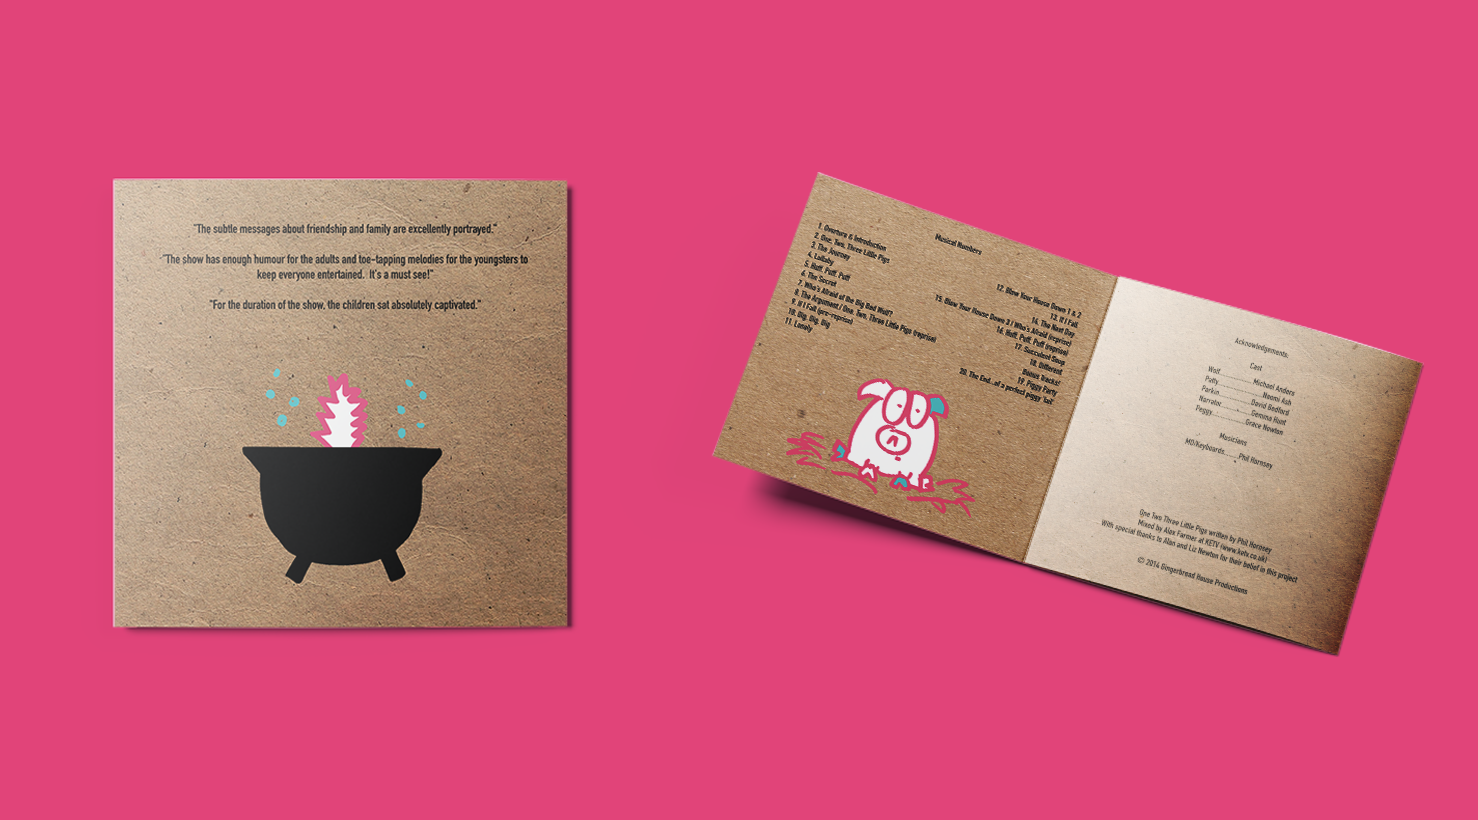 "The subtle messages about friendship and family are excellently portrayed."
"The show has enough humour for the adults and toe-tapping melodies for the youngsters to
keep everyone entertained.  It's a must see!"
"For the duration of the show, the children sat absolutely captivated."
Musical Numbers
1. Overture & Introduction
2. One, Two, Three Little Pigs
3. The Journey
4. Lullaby
5. Huff, Puff, Puff
6. The Secret
7. Who's Afraid of the Big Bad Wolf?
8. The Argument / One, Two, Three Little Pigs (reprise)
9. If I Fall (pre-reprise)
10. Dig, Dig, Dig
11. Lonely
12. Blow Your House Down 1 & 2
13. If I Fall
14. The Next Day
15. Blow Your House Down 3 / Who's Afraid (reprise)
16. Huff, Puff, Puff (reprise)
17. Succulent Soup
18. Different
Bonus Tracks!
19. Piggy Party
20. The End...of a perfect piggy 'tail'
Acknowledgements:
Cast
Wolf..............Michael Anders
Patty....................Naomi Ash
Parkin..............David Bedford
Narrator............Gemma Hunt
Peggy...............Grace Newton
Musicians
MD/Keyboards.......Phil Hornsey
One Two Three Little Pigs written by Phil Hornsey
Mixed by Alex Farmer at KETV (www.ketv.co.uk)
With special thanks to Alan and Liz Newton for their belief in this project
© 2014 Gingerbread House Productions